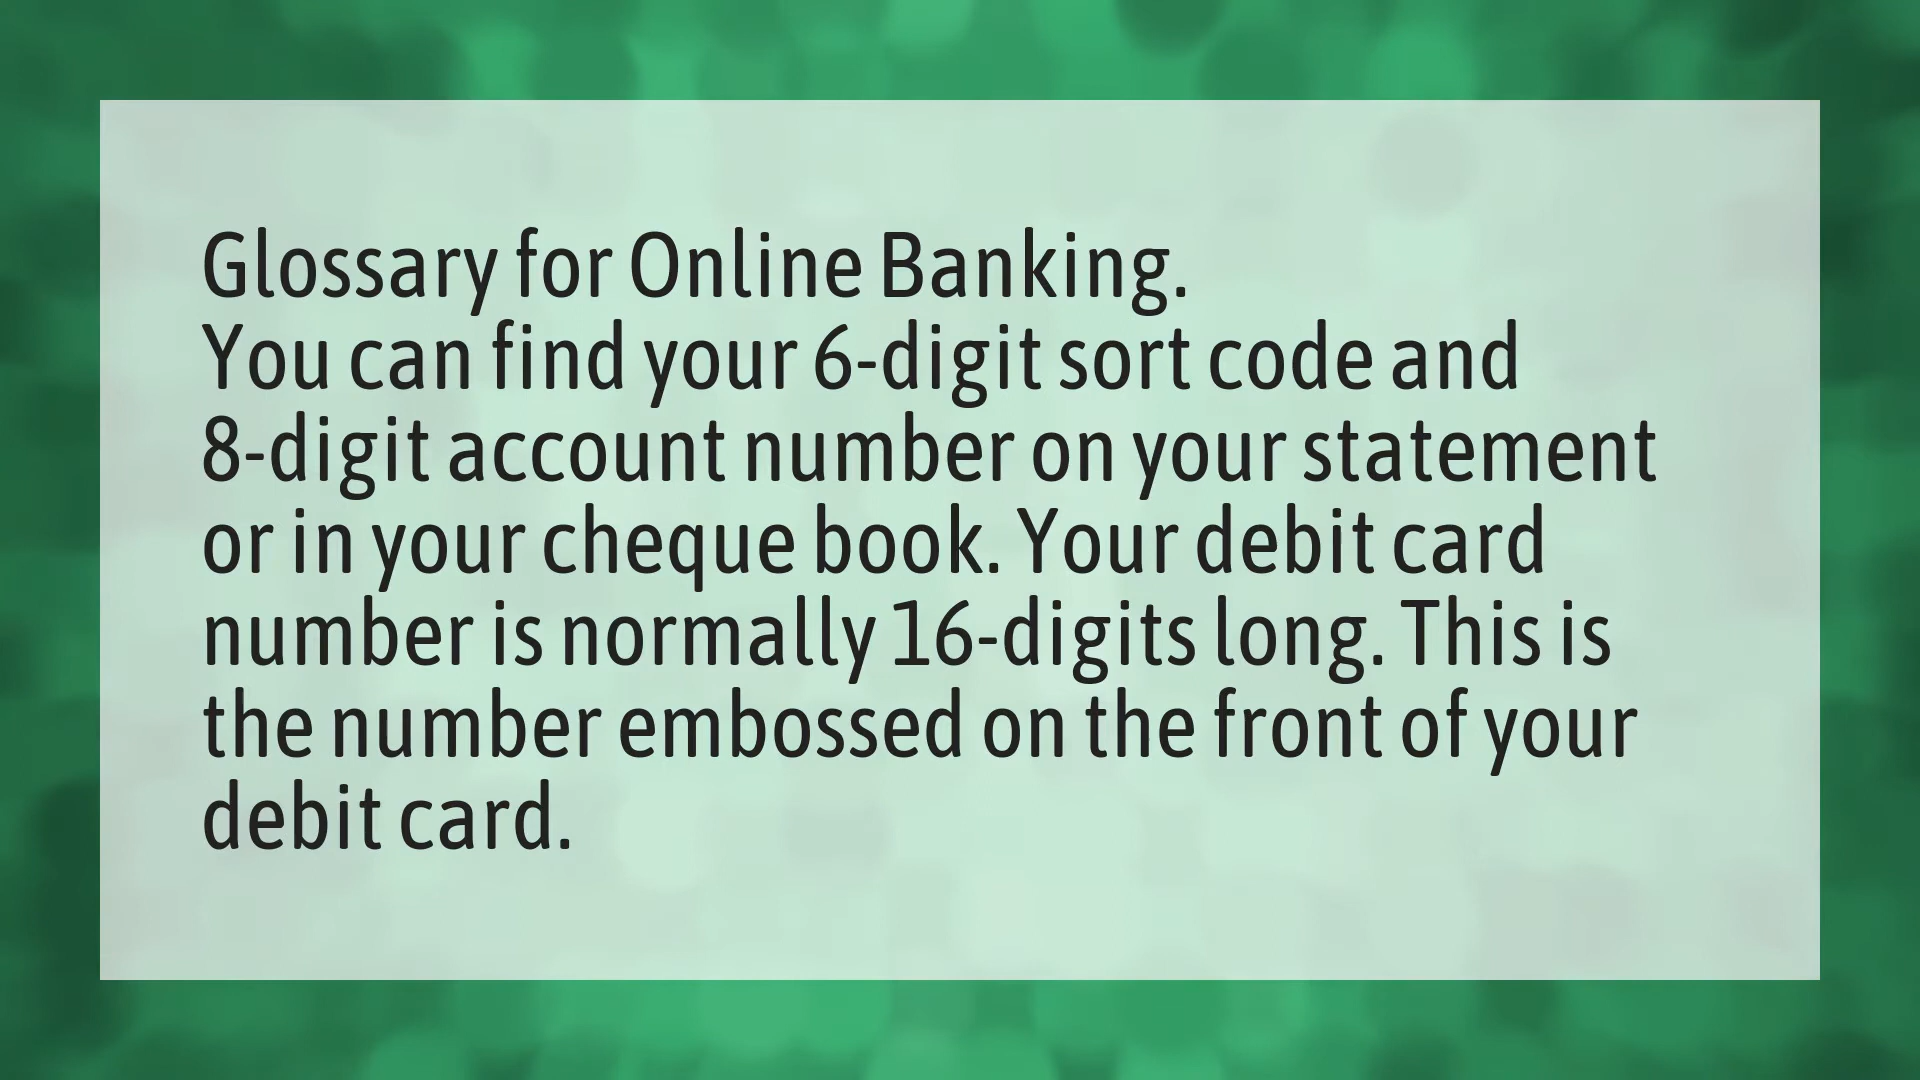 Glossary for Online Banking.
You can find your 6-digit sort code and
8-digit account number on your statement
or in your cheque book. Your debit card
number is normally 16-digits long. This is
the number embossed on the front of your
debit card.